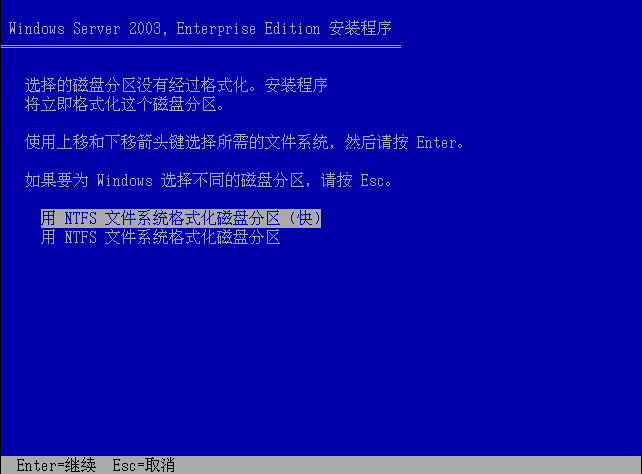 Windows Server 2003, Enterprise Edition 安装程序
选择的磁盘分区没有经过格式化。安装程序
将立即格式化这个磁盘分区。
使用上移和下移箭头键选择所需的文件系统，然后请按 Enter。
如果要为 Windows 选择不同的磁盘分区，请按 Esc。
用 NTFS 文件系统格式化磁盘分区（快）
用 NTFS 文件系统格式化磁盘分区
Enter=继续 Esc=取消